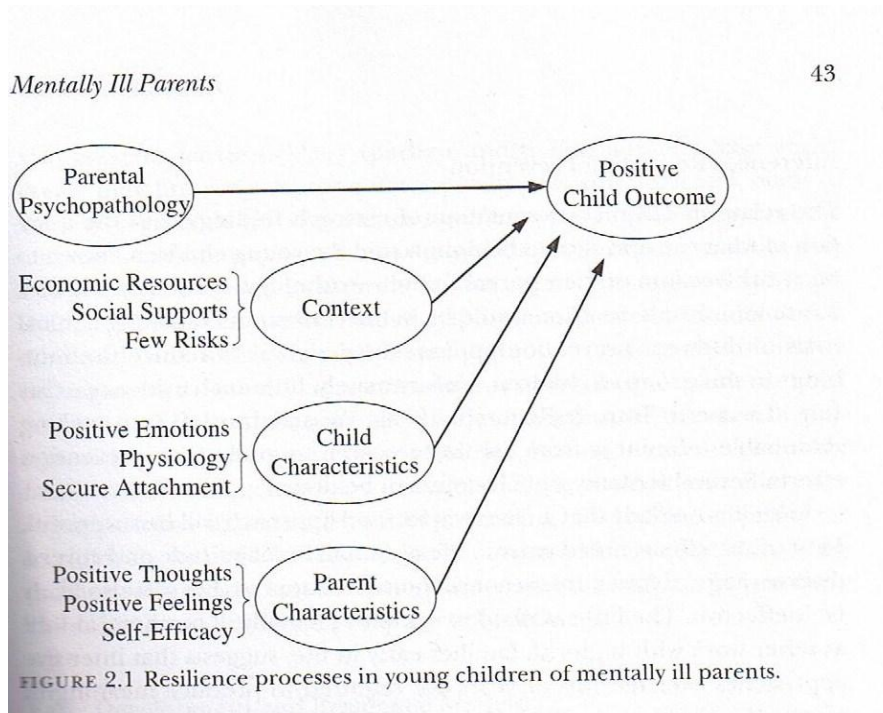 Mentally Ill Parents 43
Parental
Psychopathology
Positive
Child Outcome
Economic Resources
Social Supports
Few Risks
Context
Positive Emotions
Physiology
Secure Attachment
Child
Characteristics
Positive Thoughts
Positive Feelings
Self-Efficacy
Parent
Characteristics
FIGURE 2.1 Resilience processes in young children of mentally ill parents.